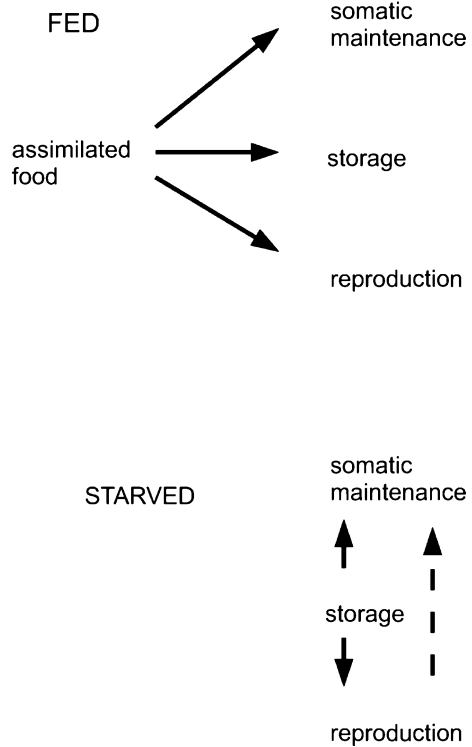 FED
somatic
maintenance
assimilated
food
storage
reproduction
STARVED
somatic
maintenance
storage
reproduction